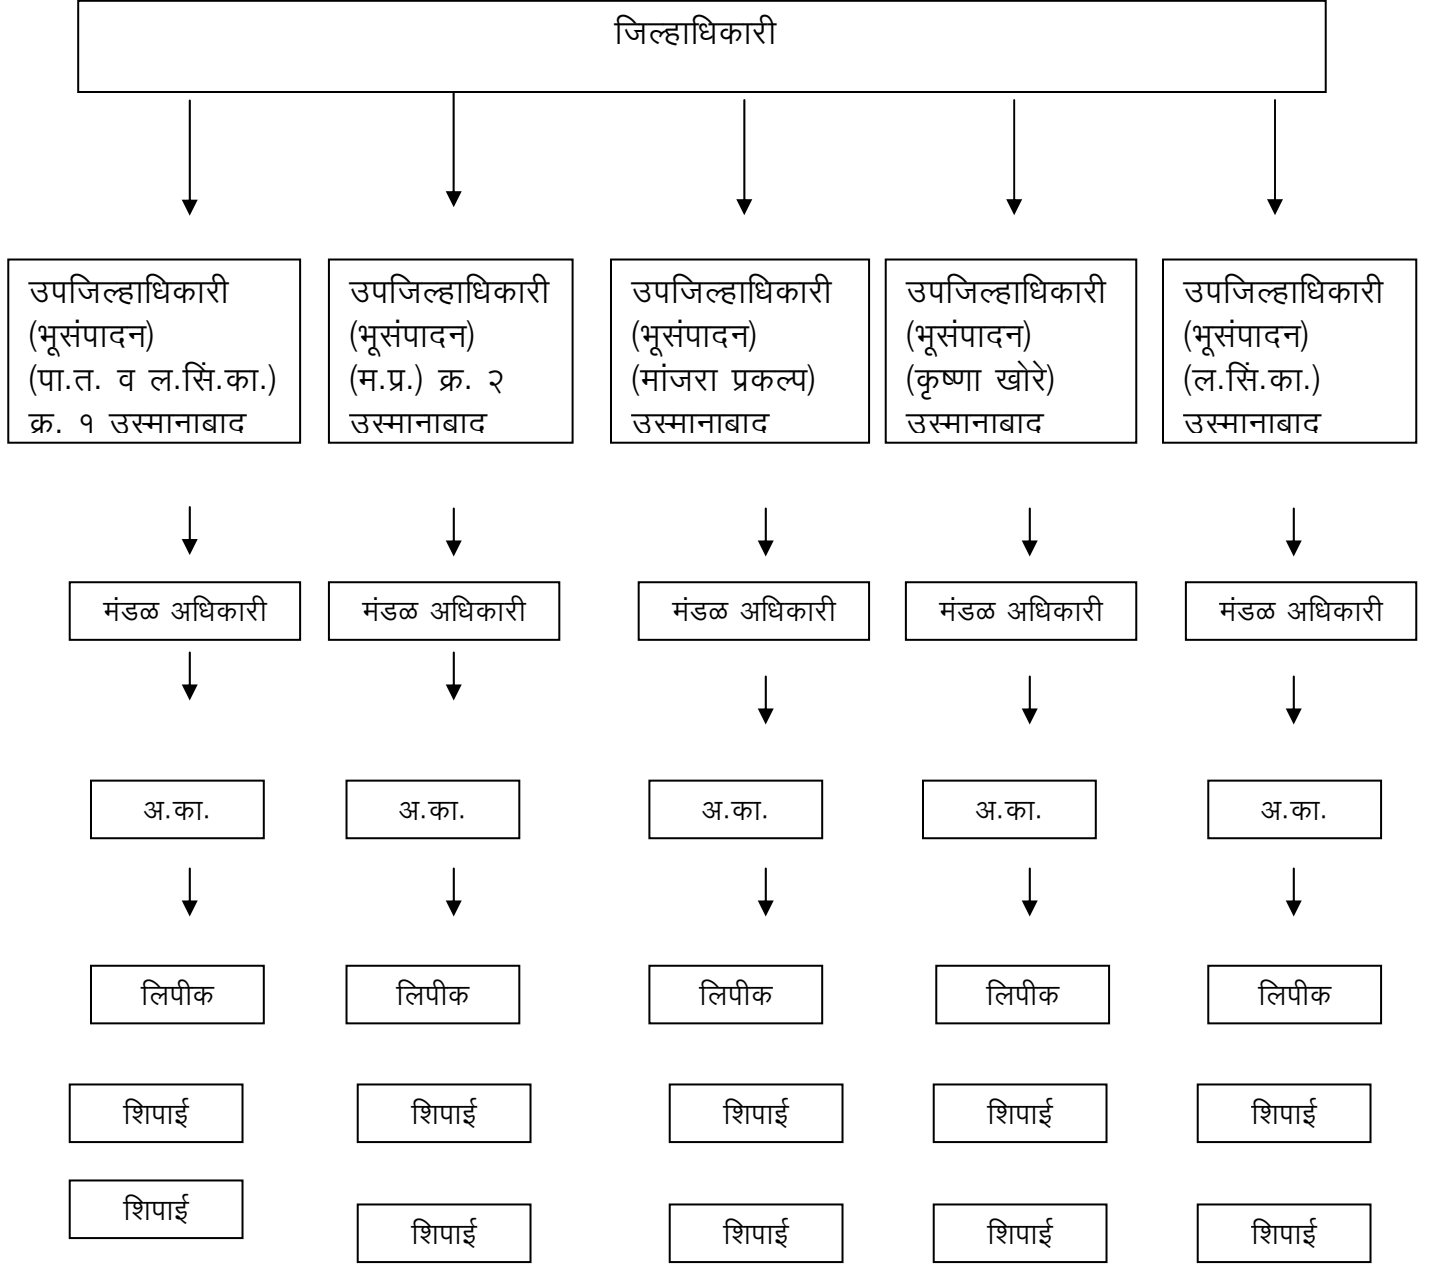 जिल्हाधिकारी
उपजिल्हाधिकारी
(भूसंपादन)
(पा.त. व ल.सिं.का.)
क्र. १ उस्मानाबाद
उपजिल्हाधिकारी
(भूसंपादन)
(म.प्र.) क्र. २
उस्मानाबाद
उपजिल्हाधिकारी
(भूसंपादन)
(मांजरा प्रकल्प)
उस्मानाबाद
उपजिल्हाधिकारी
(भूसंपादन)
(कृष्णा खोरे)
उस्मानाबाद
उपजिल्हाधिकारी
(भूसंपादन)
(ल.सिं.का.)
उस्मानाबाद
मंडळ अधिकारी
मंडळ अधिकारी
मंडळ अधिकारी
मंडळ अधिकारी
मंडळ अधिकारी
अ.का.
अ.का.
अ.का.
अ.का.
अ.का.
लिपीक
लिपीक
लिपीक
लिपीक
लिपीक
शिपाई
शिपाई
शिपाई
शिपाई
शिपाई
शिपाई
शिपाई
शिपाई
शिपाई
शिपाई